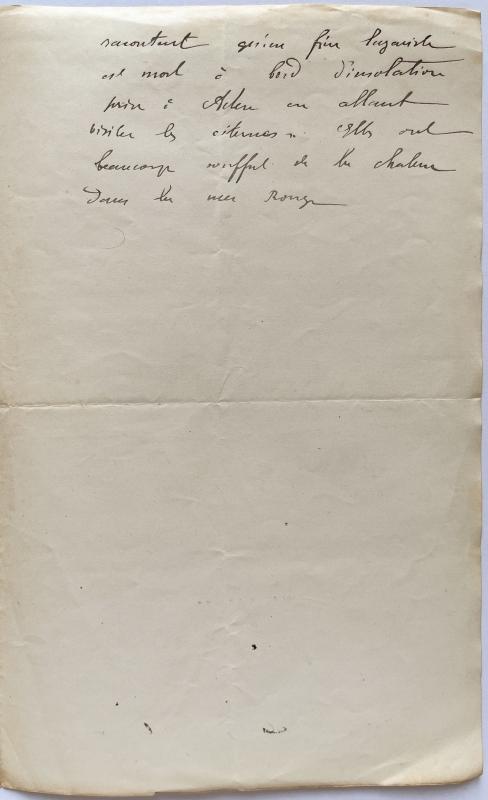 racontent qu'un frère lazariste
est mort à bord d'insolation
prise à Aden en allant
visiter les citernes. Elles ont
beaucoup souffert de la chaleur
dans la mer Rouge